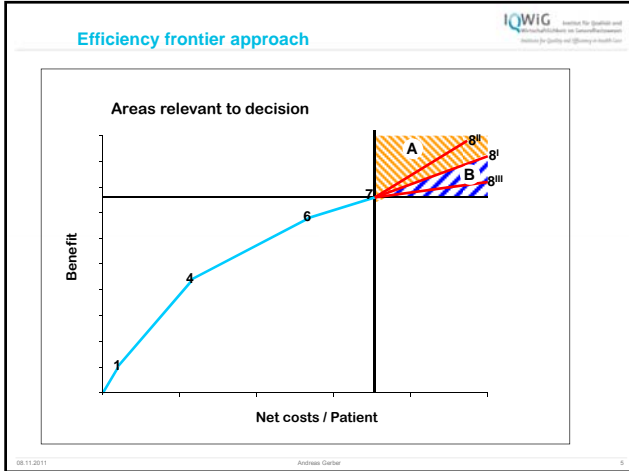 IQWiG
Institut für Qualität und
Wirtschaftlichkeit im Gesundheitswesen
Institute for Quality and Efficiency in Health Care
Efficiency frontier approach
Areas relevant to decision
A
8II
8I
B
8III
7
6
4
1
Benefit
Net costs / Patient
08.11.2011
Andreas Gerber
5